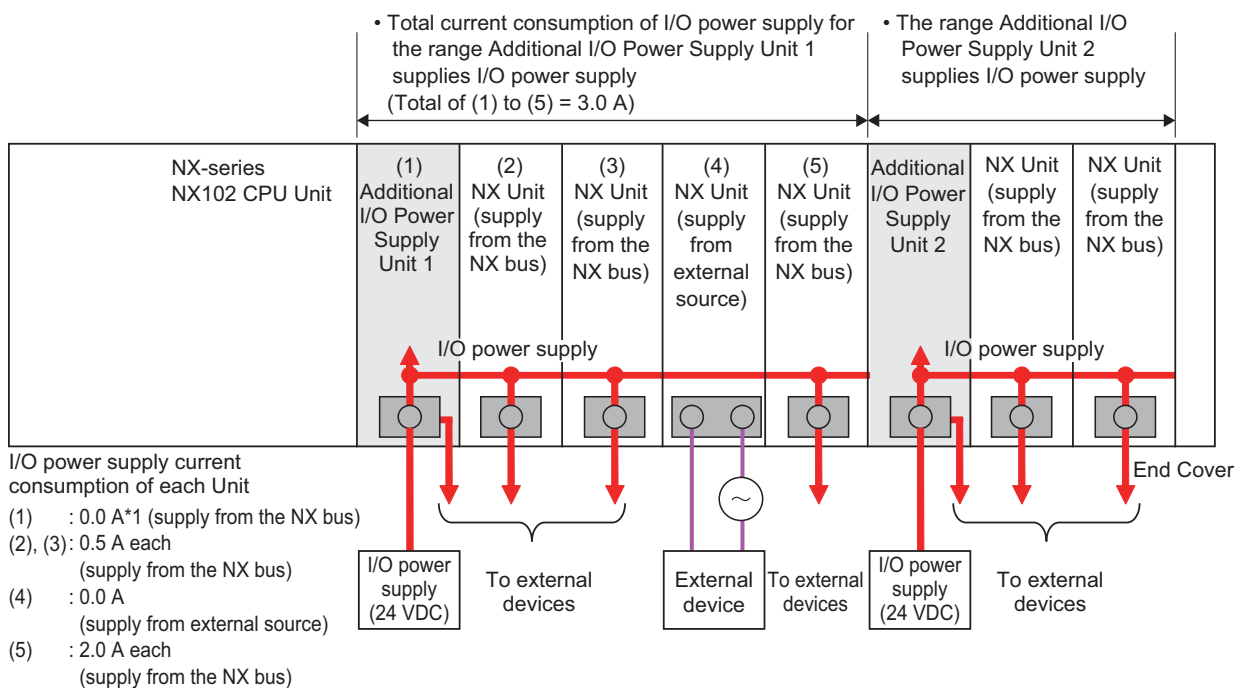 • Total current consumption of I/O power supply for
the range Additional I/O Power Supply Unit 1
supplies I/O power supply
(Total of (1) to (5) = 3.0 A)
• The range Additional I/O
Power Supply Unit 2
supplies I/O power supply
NX-series
NX102 CPU Unit
(1)
Additional
I/O Power
Supply
Unit 1
(2)
NX Unit
(supply
from the
NX bus)
(3)
NX Unit
(supply
from the
NX bus)
(4)
NX Unit
(supply
from
external
source)
(5)
NX Unit
(supply
from the
NX bus)
Additional
I/O Power
Supply
Unit 2
NX Unit
(supply
from the
NX bus)
NX Unit
(supply
from the
NX bus)
I/O power supply
I/O power supply
End Cover
I/O power supply current
consumption of each Unit
(1) : 0.0 A*1 (supply from the NX bus)
(2), (3): 0.5 A each
(supply from the NX bus)
(4) : 0.0 A
(supply from external source)
(5) : 2.0 A each
(supply from the NX bus)
I/O power
supply
(24 VDC)
To external
devices
External
device
To external
devices
I/O power
supply
(24 VDC)
To external
devices